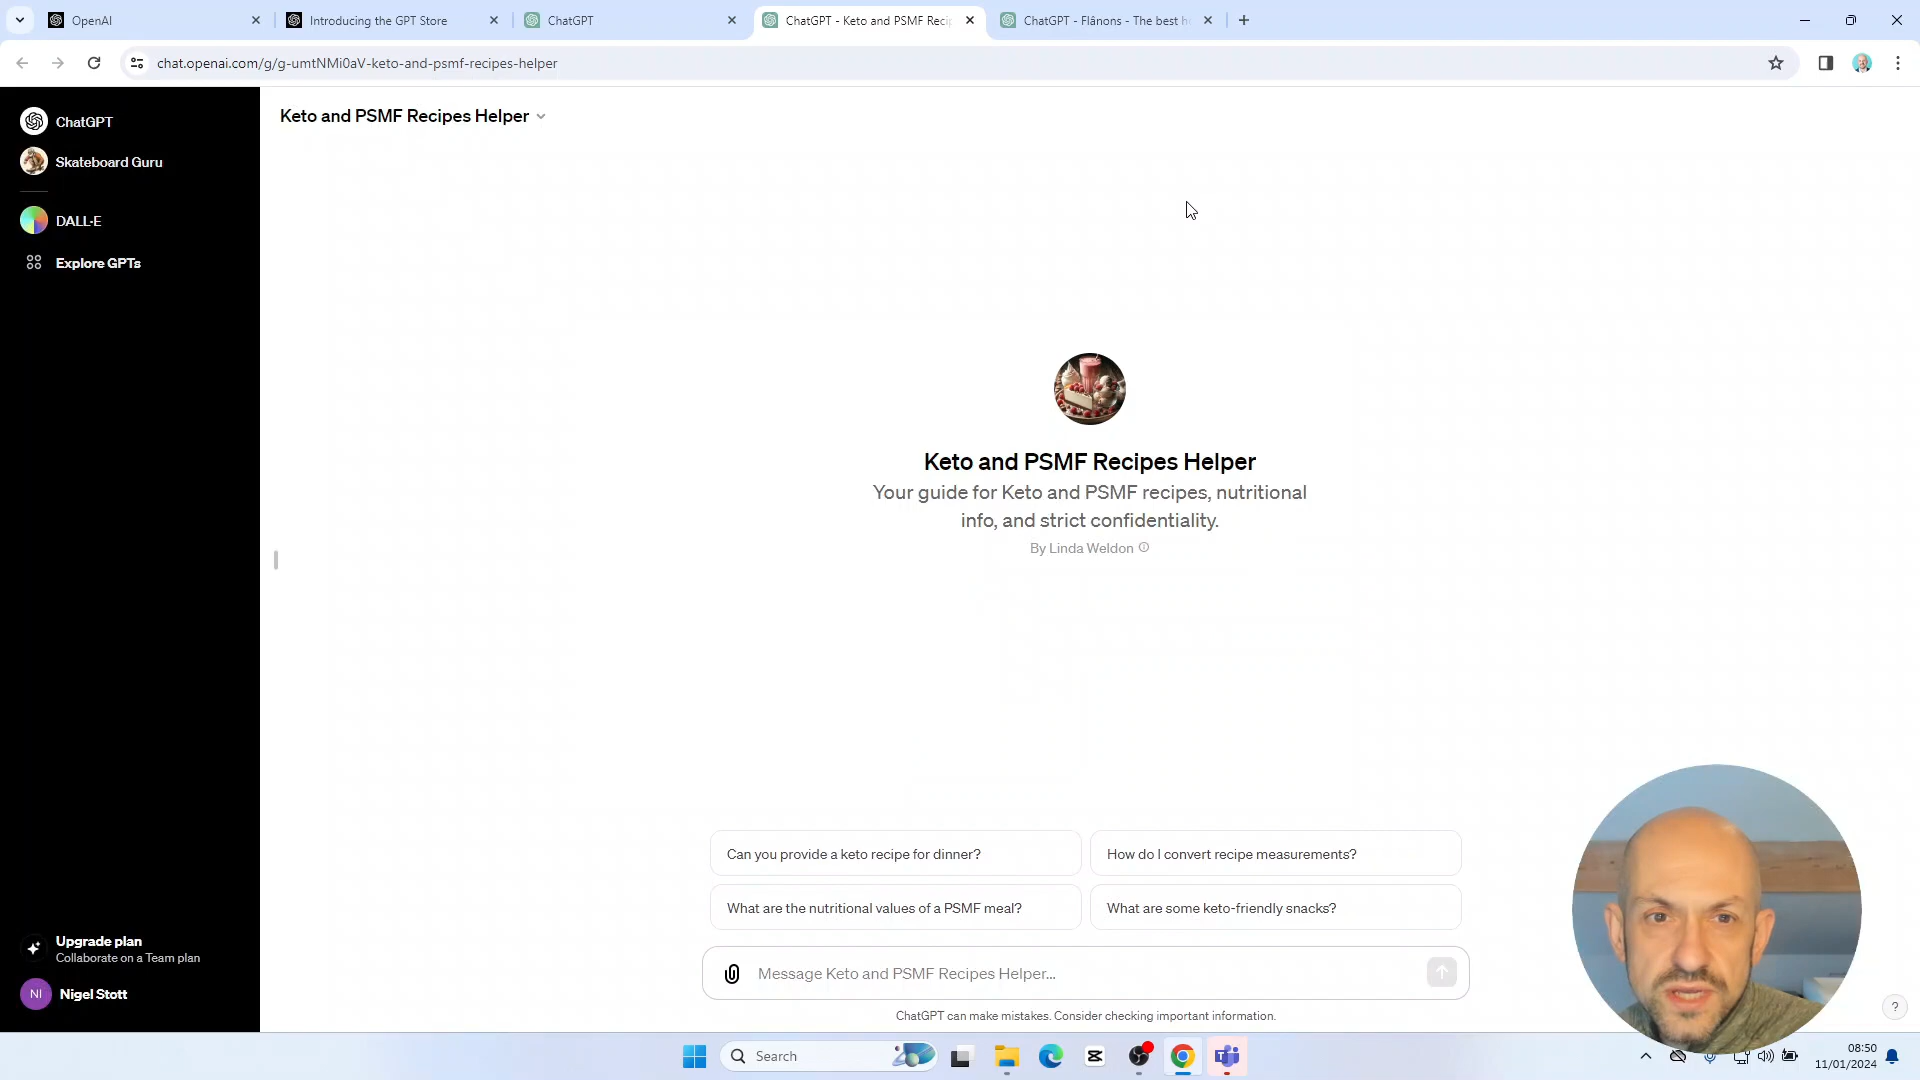 OpenAI
Introducing the GPT Store
ChatGPT
ChatGPT - Keto and PSMF Reci
ChatGPT - Flânons - The best h
chat.openai.com/g/g-umtNMi0aV-keto-and-psmf-recipes-helper
ChatGPT
Skateboard Guru
DALL·E
Explore GPTs
Keto and PSMF Recipes Helper
Keto and PSMF Recipes Helper
Your guide for Keto and PSMF recipes, nutritional
info, and strict confidentiality.
By Linda Weldon
Can you provide a keto recipe for dinner?
How do I convert recipe measurements?
What are the nutritional values of a PSMF meal?
What are some keto-friendly snacks?
Message Keto and PSMF Recipes Helper...
ChatGPT can make mistakes. Consider checking important information.
Upgrade plan
Collaborate on a Team plan
NI
Nigel Stott
?
Search
08:50
11/01/2024